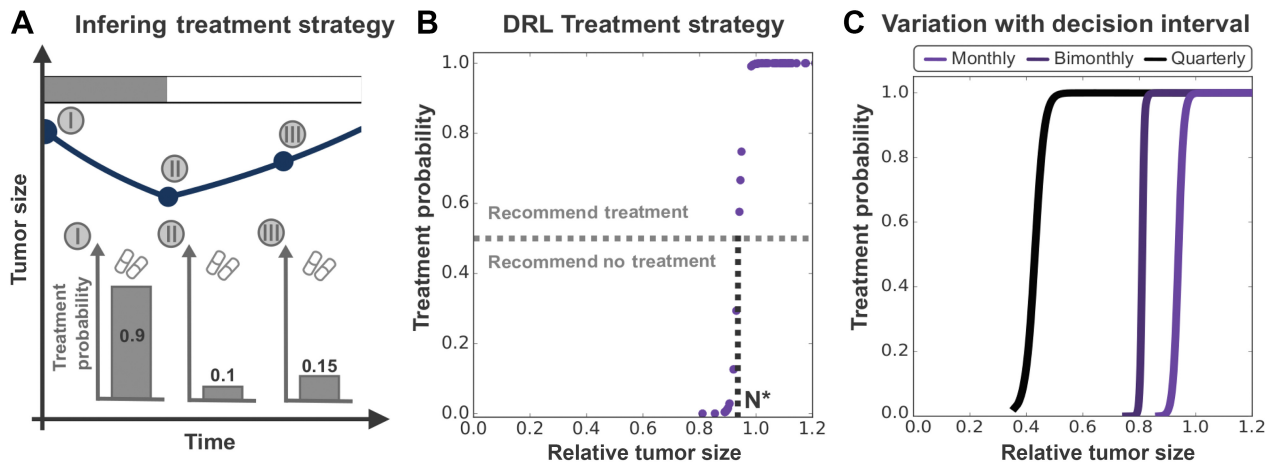 A Infering treatment strategy
Tumor size
I
II
III
I
II
III
Treatment
probability
0.9
0.1
0.15
Time
B DRL Treatment strategy
Treatment probability
1.0
0.8
0.6
0.4
0.2
0.0
Recommend treatment
Recommend no treatment
N*
0.0 0.2 0.4 0.6 0.8 1.0 1.2
Relative tumor size
C Variation with decision interval
Monthly Bimonthly Quarterly
Treatment probability
1.0
0.8
0.6
0.4
0.2
0.0
0.0 0.2 0.4 0.6 0.8 1.0 1.2
Relative tumor size